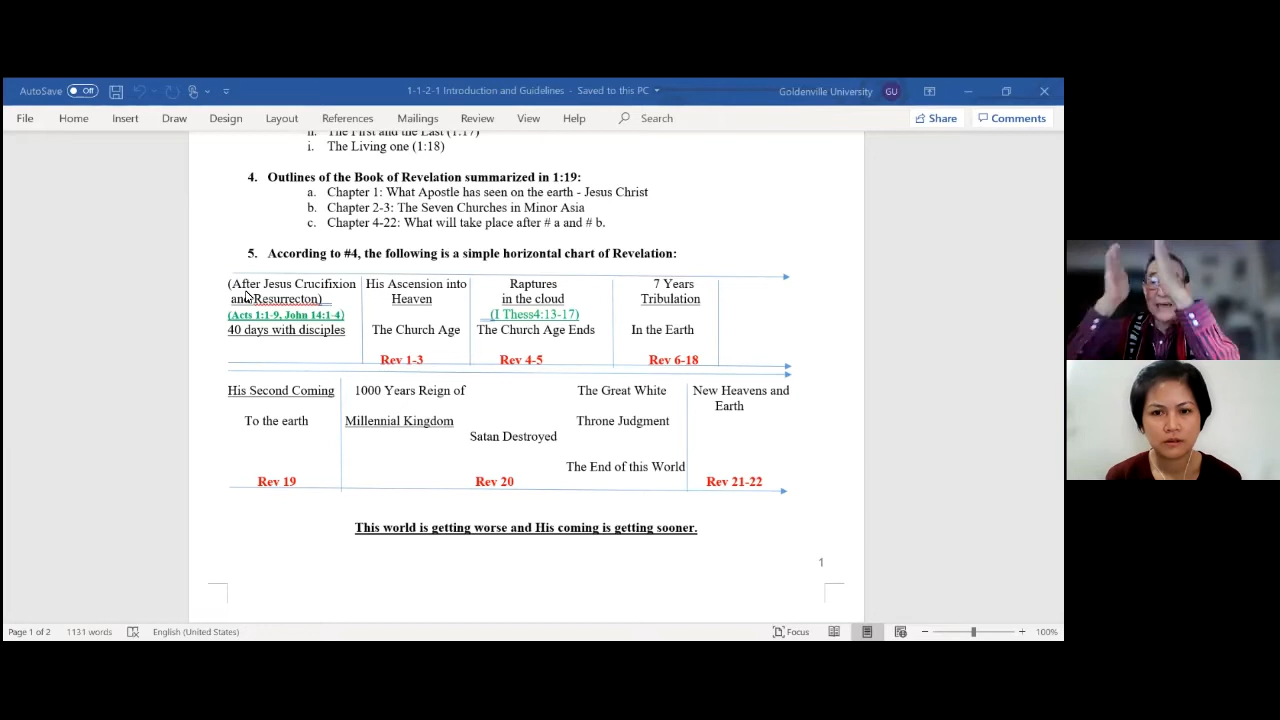 AutoSave Off
1-1-2-1 Introduction and Guidelines - Saved to this PC
Goldenville University GU
File Home Insert Draw Design Layout References Mailings Review View Help Search Share Comments
h. The First and the Last (1:17)
i. The Living one (1:18)
4. Outlines of the Book of Revelation summarized in 1:19:
a. Chapter 1: What Apostle has seen on the earth - Jesus Christ
b. Chapter 2-3: The Seven Churches in Minor Asia
c. Chapter 4-22: What will take place after # a and # b.
5. According to #4, the following is a simple horizontal chart of Revelation:
(After Jesus Crucifixion His Ascension into Raptures 7 Years
and Resurrecton) Heaven in the cloud Tribulation
(Acts 1:1-9, John 14:1-4) (I Thess4:13-17)
40 days with disciples The Church Age The Church Age Ends In the Earth
Rev 1-3 Rev 4-5 Rev 6-18
His Second Coming 1000 Years Reign of The Great White New Heavens and
Earth
To the earth Millennial Kingdom Throne Judgment
Satan Destroyed
The End of this World
Rev 19 Rev 20 Rev 21-22
This world is getting worse and His coming is getting sooner.
1
Page 1 of 2 1131 words English (United States) Focus 100%